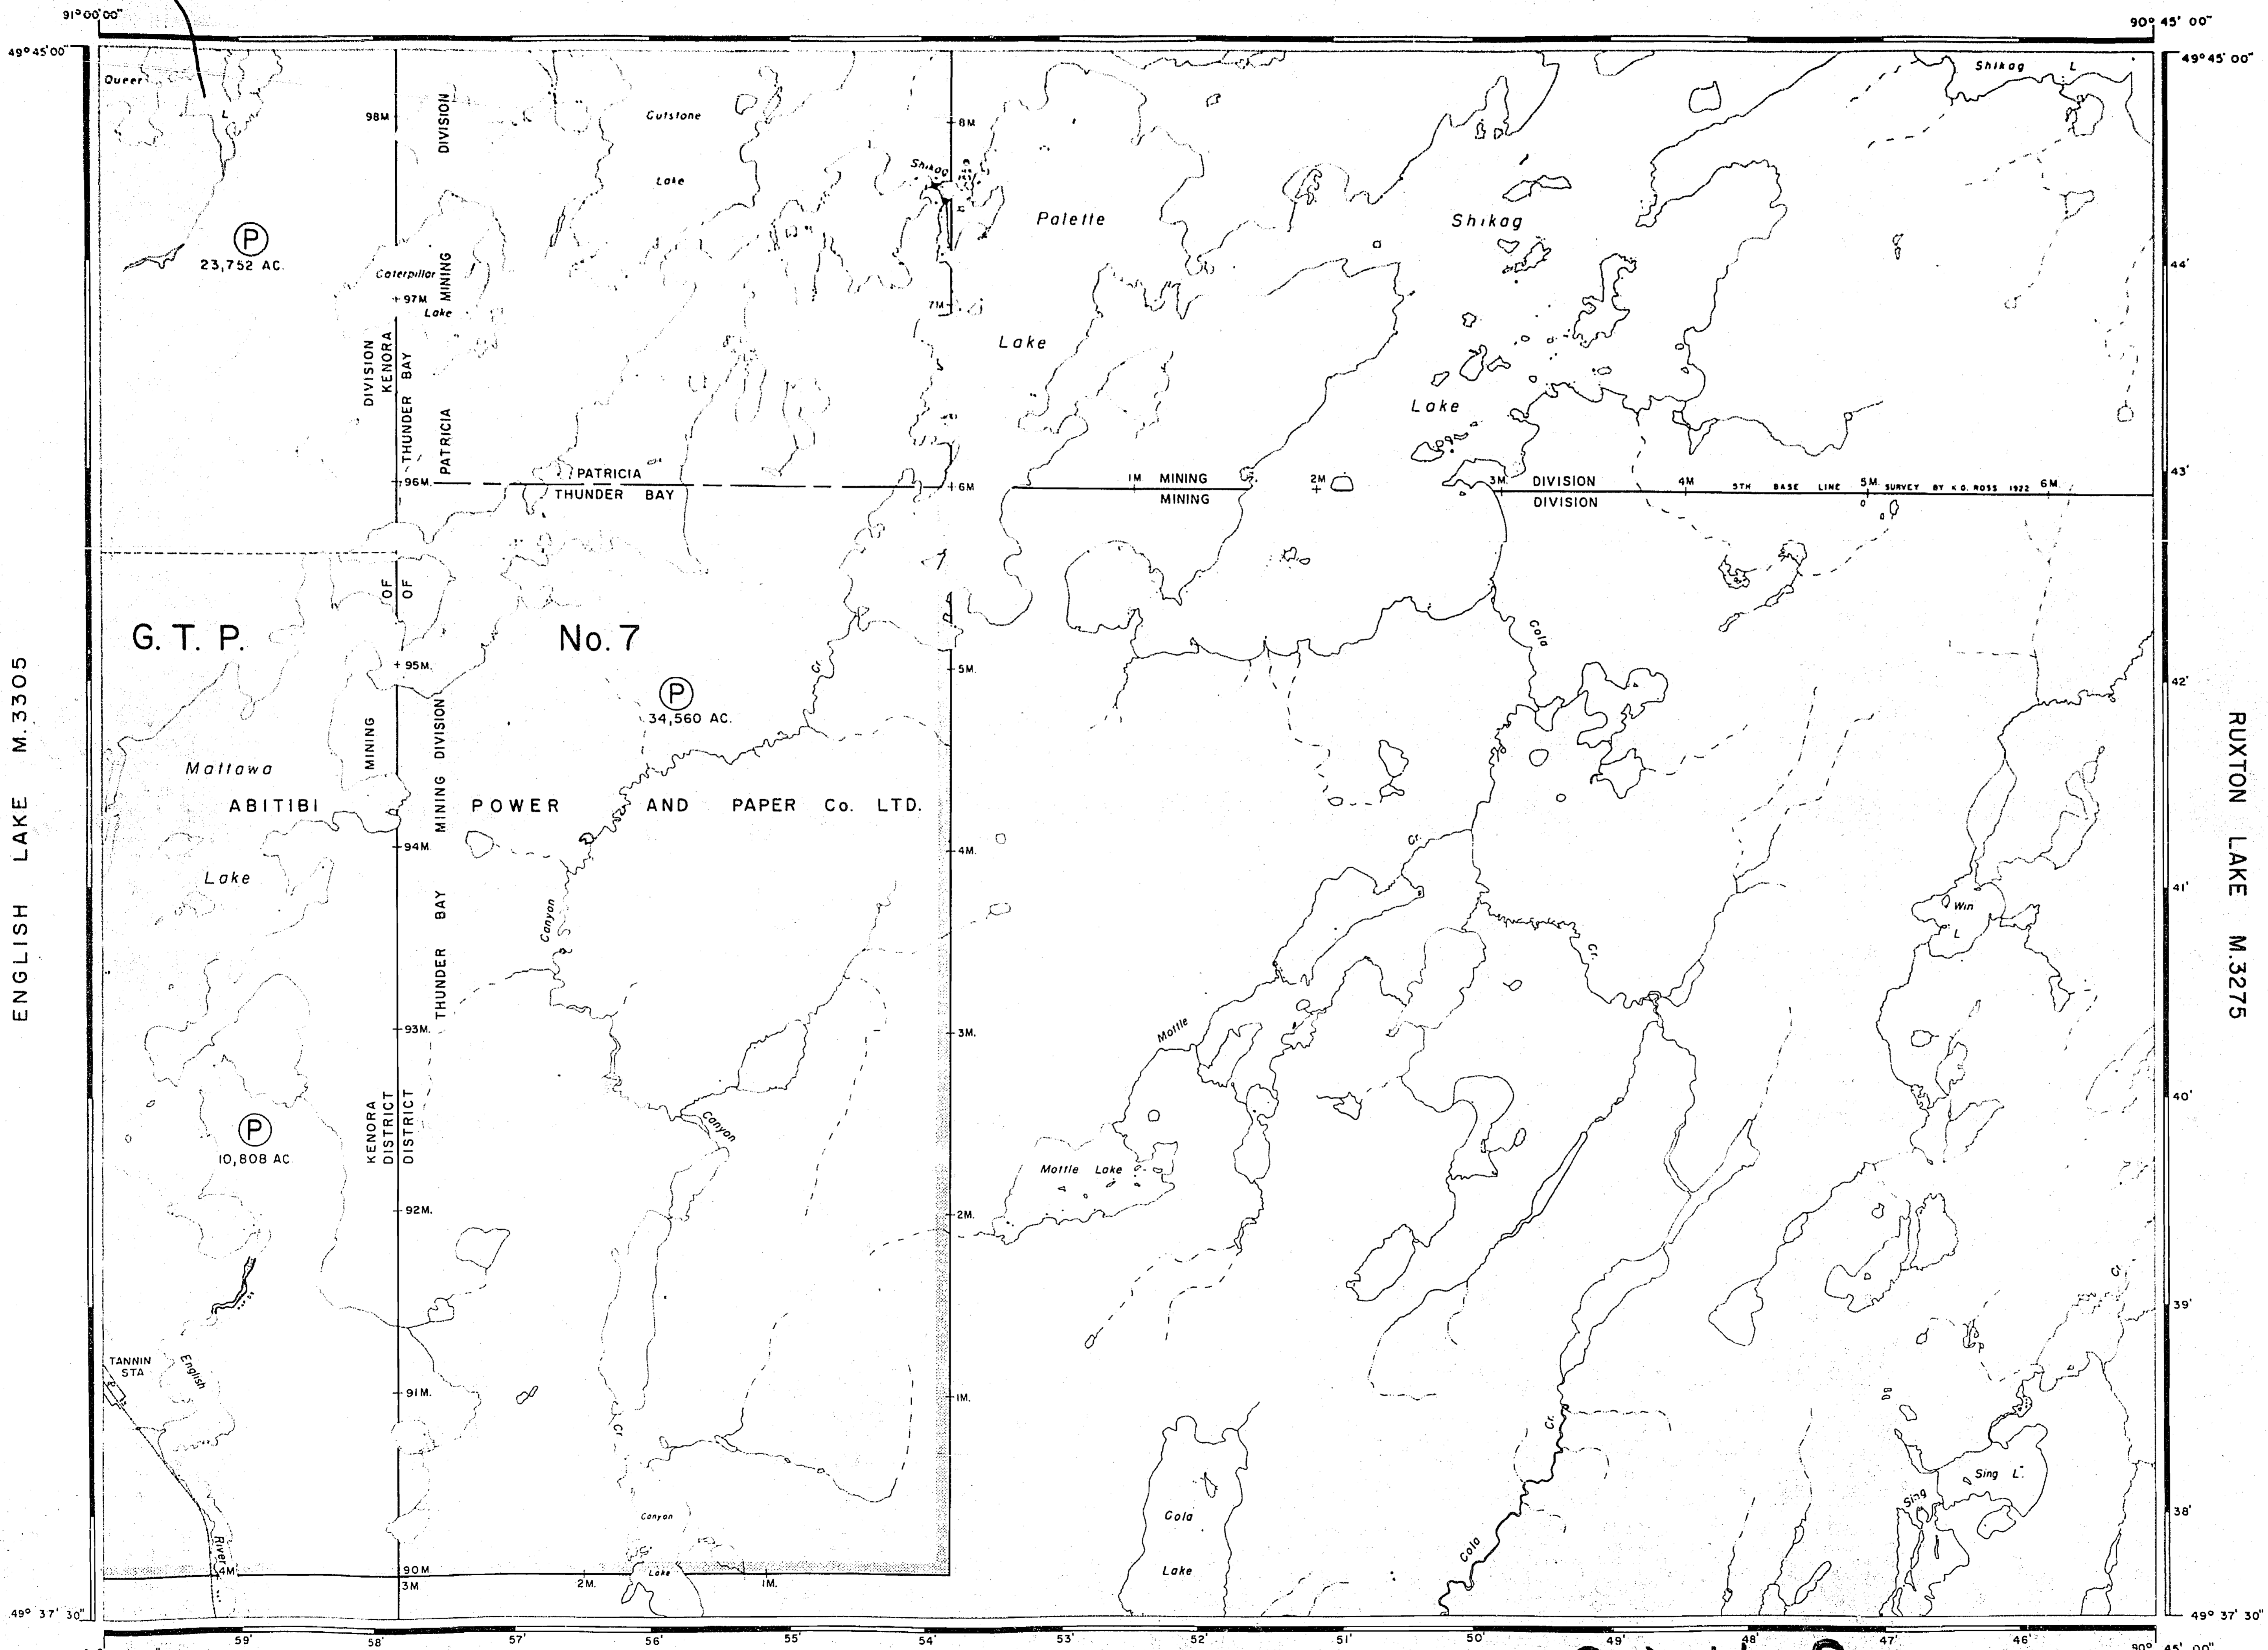 91° 00' 00"
90° 45' 00"
49° 45' 00"
49° 45' 00"
Queer
Shikag L
98M
DIVISION
Cutstone
Lake
8M
Shikag
Palette
Lake
Shikag
Lake
P
23,752 AC.
Caterpillar
Lake
97M
MINING
7M
44'
DIVISION
KENORA
THUNDER BAY
PATRICIA
96M.
PATRICIA
THUNDER BAY
6M
1M MINING
MINING
2M
3M.
DIVISION
DIVISION
4M
5TH BASE LINE
5M.
SURVEY BY K.G. ROSS 1922
6M.
43'
OF
OF
G. T. P.
No. 7
95M.
5M.
Cr.
Cola
P
34,560 AC.
42'
ENGLISH LAKE M.3305
RUXTON LAKE M.3275
MINING
MINING DIVISION
Mattawa
Lake
ABITIBI POWER AND PAPER Co. LTD.
94M.
4M.
Cr.
41'
Win
L
Canyon
THUNDER BAY
Cr.
93M.
3M.
Mottle
KENORA
DISTRICT
DISTRICT
40'
P
10,808 AC.
Canyon
Mottle Lake
92M.
2M.
39'
TANNIN
STA
English
91M.
1M.
Cr.
Cr.
Cola
Lake
Sing L.
Sing
38'
Canyon
Lake
Cola
River
4M
90M
3M
2M.
1M.
49° 37' 30"
49° 37' 30"
59'
58'
57'
56'
55'
54'
53'
52'
51'
50'
49'
48'
47'
46'
90° 45' 00"